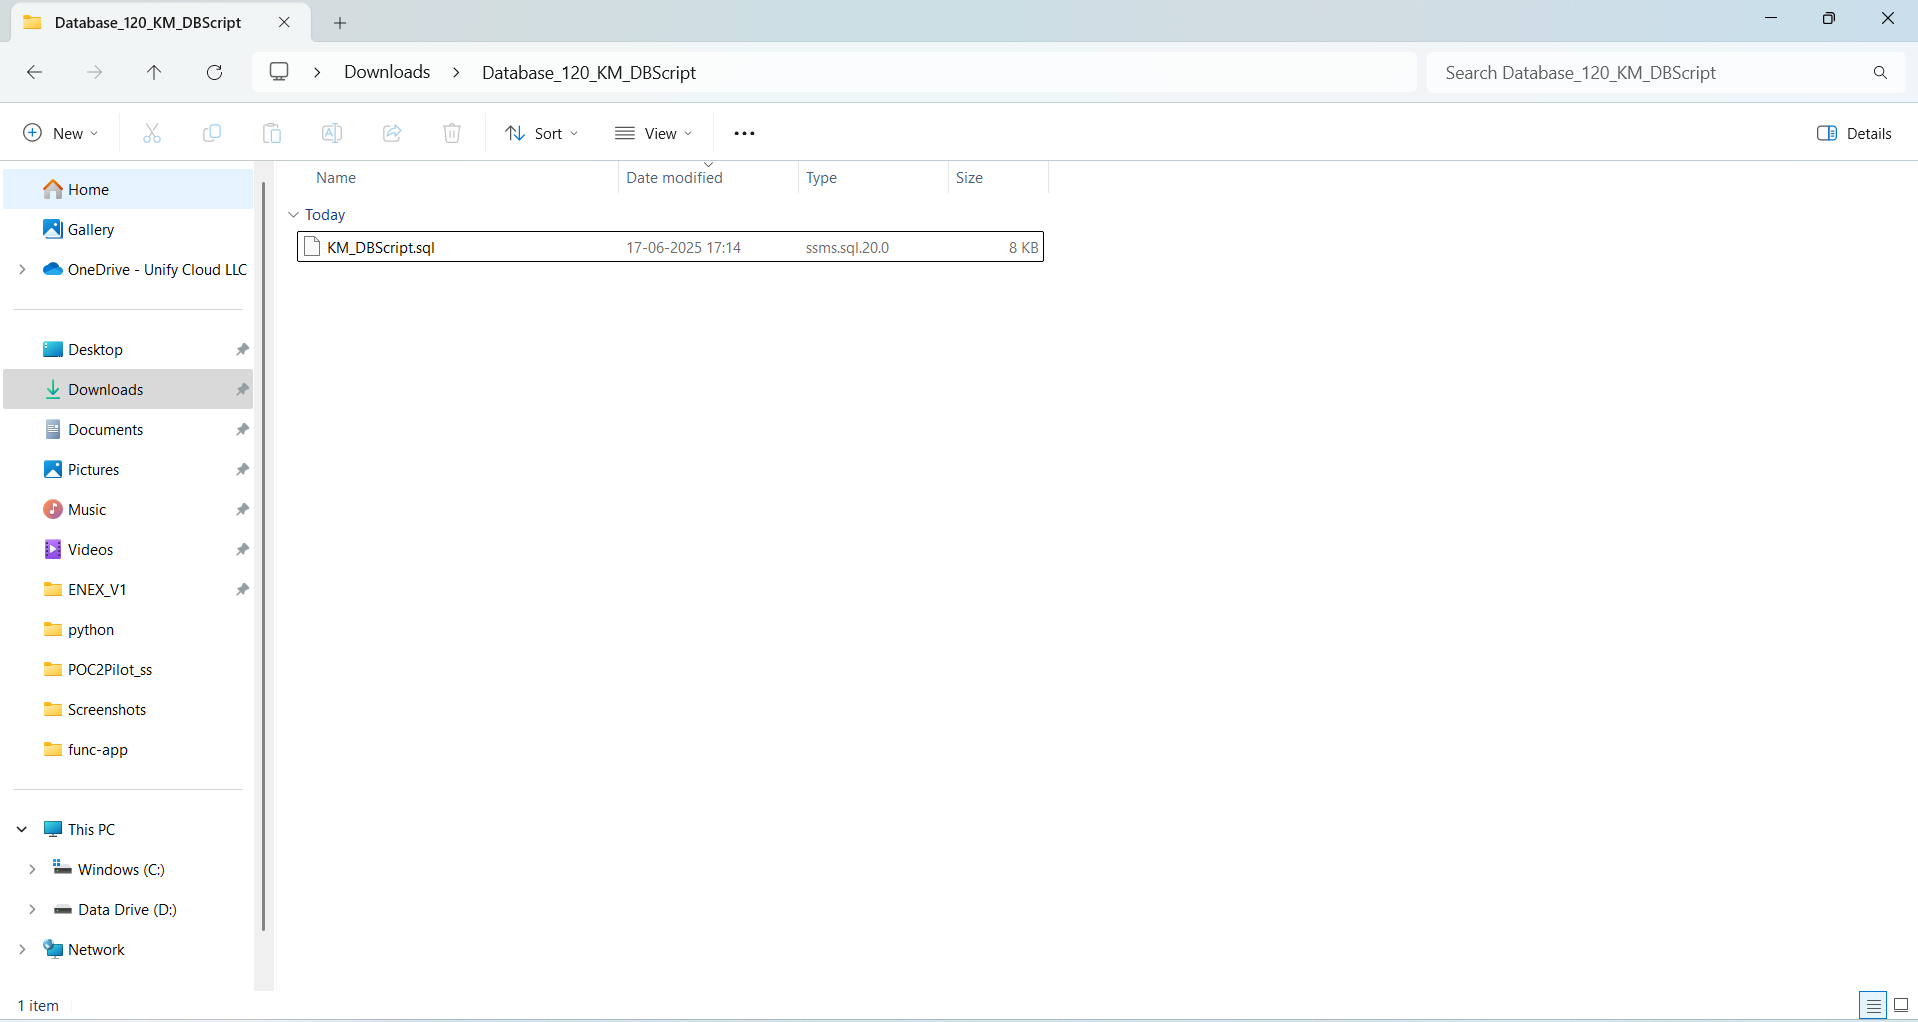 Database_120_KM_DBScript
Downloads > Database_120_KM_DBScript
Search Database_120_KM_DBScript
New
Sort
View
Details
Home
Gallery
OneDrive - Unify Cloud LLC
Desktop
Downloads
Documents
Pictures
Music
Videos
ENEX_V1
python
POC2Pilot_ss
Screenshots
func-app
This PC
Windows (C:)
Data Drive (D:)
Network
Name Date modified Type Size
Today
KM_DBScript.sql 17-06-2025 17:14 ssms.sql.20.0 8 KB
1 item